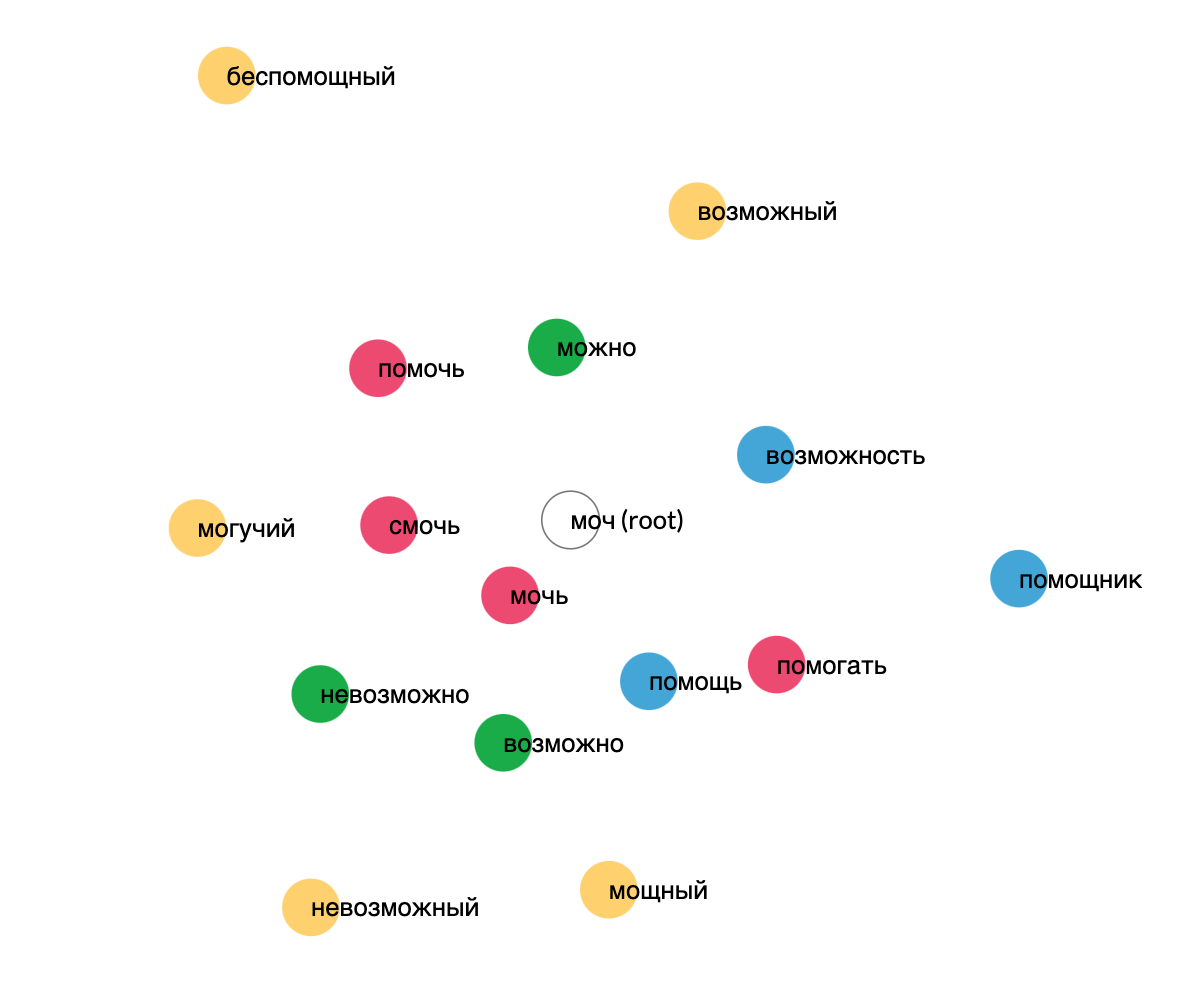 беспомощный
возможный
можно
помочь
возможность
моч (root)
смочь
могучий
помощник
мочь
помогать
помощь
невозможно
возможно
мощный
невозможный